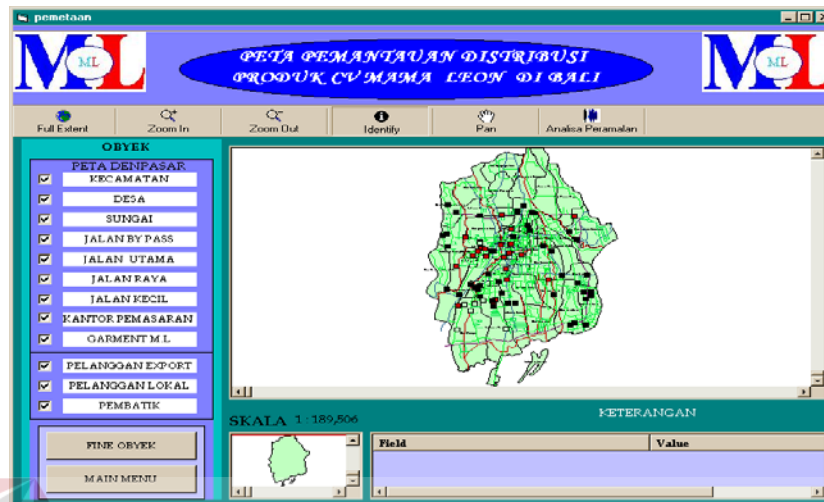 pemetaan
ML
PETA PEMANTAUAN DISTRIBUSI
PRODUK CV MAMA LEON DI BALI
ML
Full Extent
Zoom In
Zoom Out
Identify
Pan
Analisa Peramalan
OBYEK
PETA DENPASAR
KECAMATAN
DESA
SUNGAI
JALAN BY PASS
JALAN UTAMA
JALAN RAYA
JALAN KECIL
KANTOR PEMASARAN
GARMENT M.L
PELANGGAN EXPORT
PELANGGAN LOKAL
PEMBATIK
FINE OBYEK
MAIN MENU
SKALA 1 : 189,506
KETERANGAN
Field Value